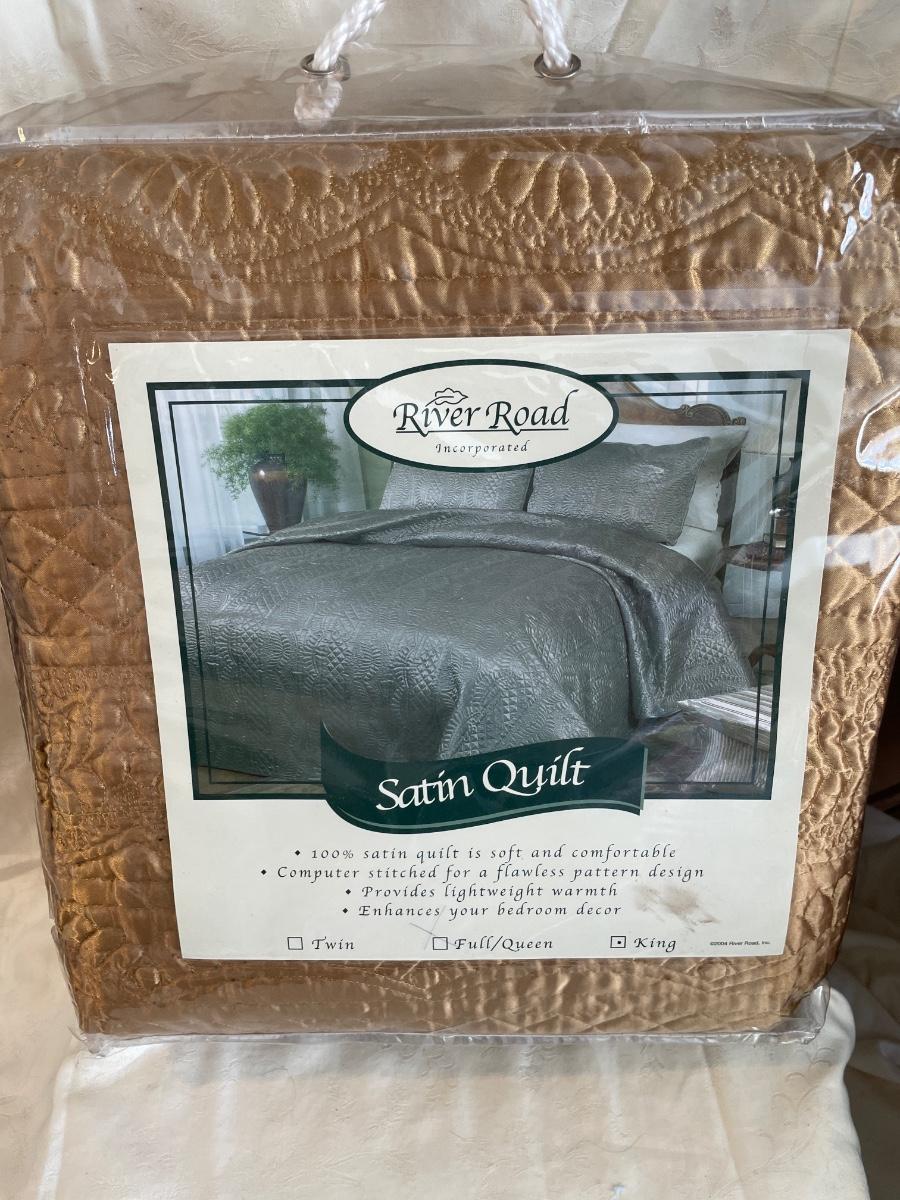 River Road
Incorporated
Satin Quilt
• 100% satin quilt is soft and comfortable
• Computer stitched for a flawless pattern design
• Provides lightweight warmth
• Enhances your bedroom decor
☐ Twin ☐ Full/Queen ☑ King ©2004 River Road, Inc.